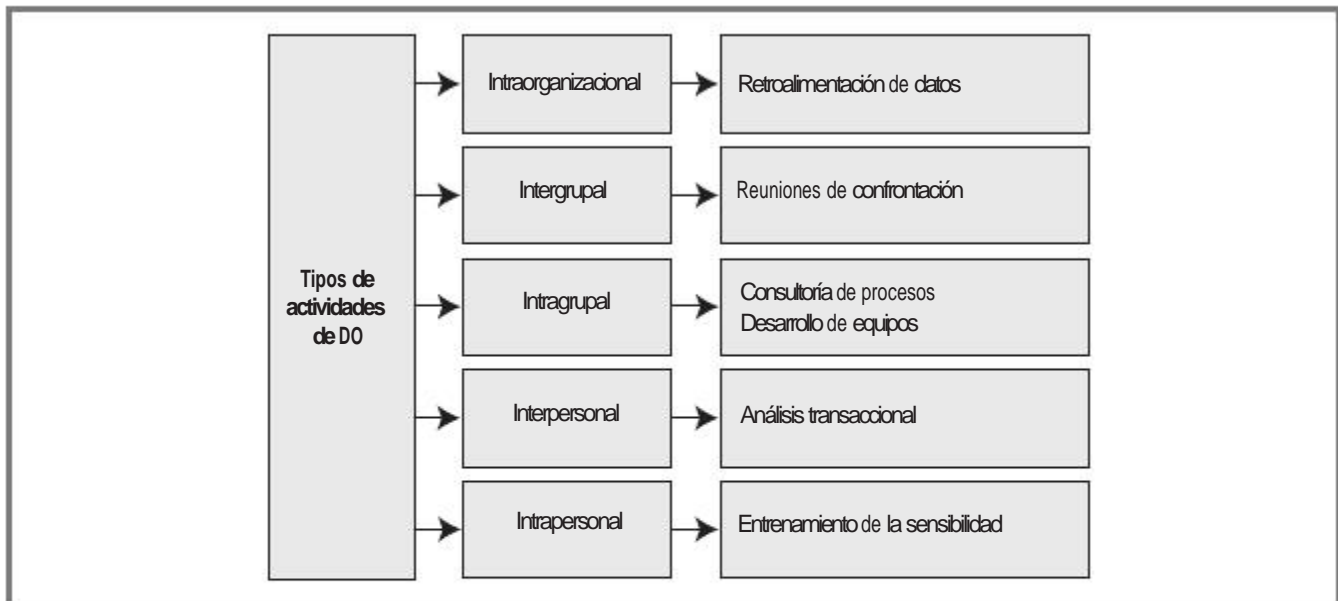 Tipos de
actividades
de DO
Intraorganizacional
Retroalimentación de datos
Intergrupal
Reuniones de confrontación
Intragrupal
Consultoría de procesos
Desarrollo de equipos
Interpersonal
Análisis transaccional
Intrapersonal
Entrenamiento de la sensibilidad